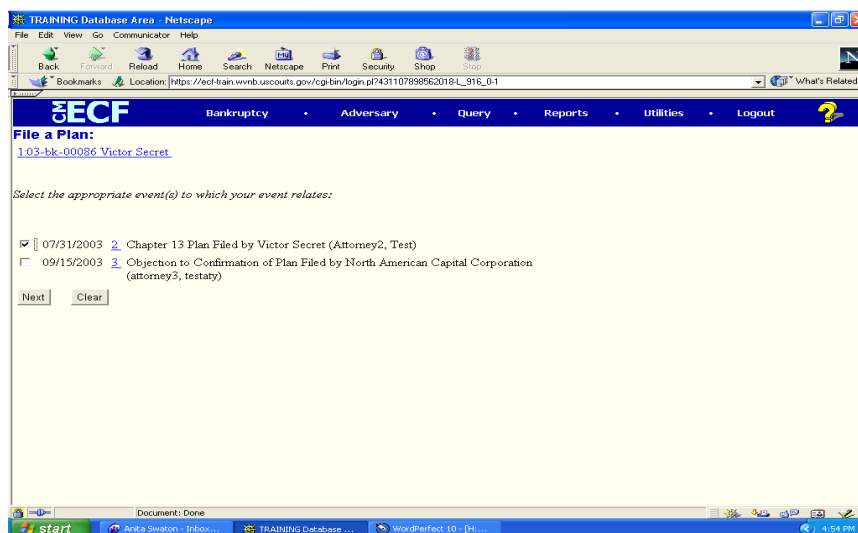 TRAINING Database Area - Netscape
File Edit View Go Communicator Help
Back Forward Reload Home Search Netscape Print Security Shop Stop
Bookmarks Location: https://ecf-train.wvnb.uscourts.gov/cgi-bin/login.pl?431107898562018-L_916_0-1 What's Related
CM ECF Bankruptcy • Adversary • Query • Reports • Utilities • Logout ?
File a Plan:
1:03-bk-00086 Victor Secret
Select the appropriate event(s) to which your event relates:
07/31/2003 2 Chapter 13 Plan Filed by Victor Secret (Attorney2, Test)
09/15/2003 3 Objection to Confirmation of Plan Filed by North American Capital Corporation
(attorney3, testaty)
Next Clear
Document: Done
start Anita Swaton - Inbox... TRAINING Database ... WordPerfect 10 - [H:... 4:54 PM